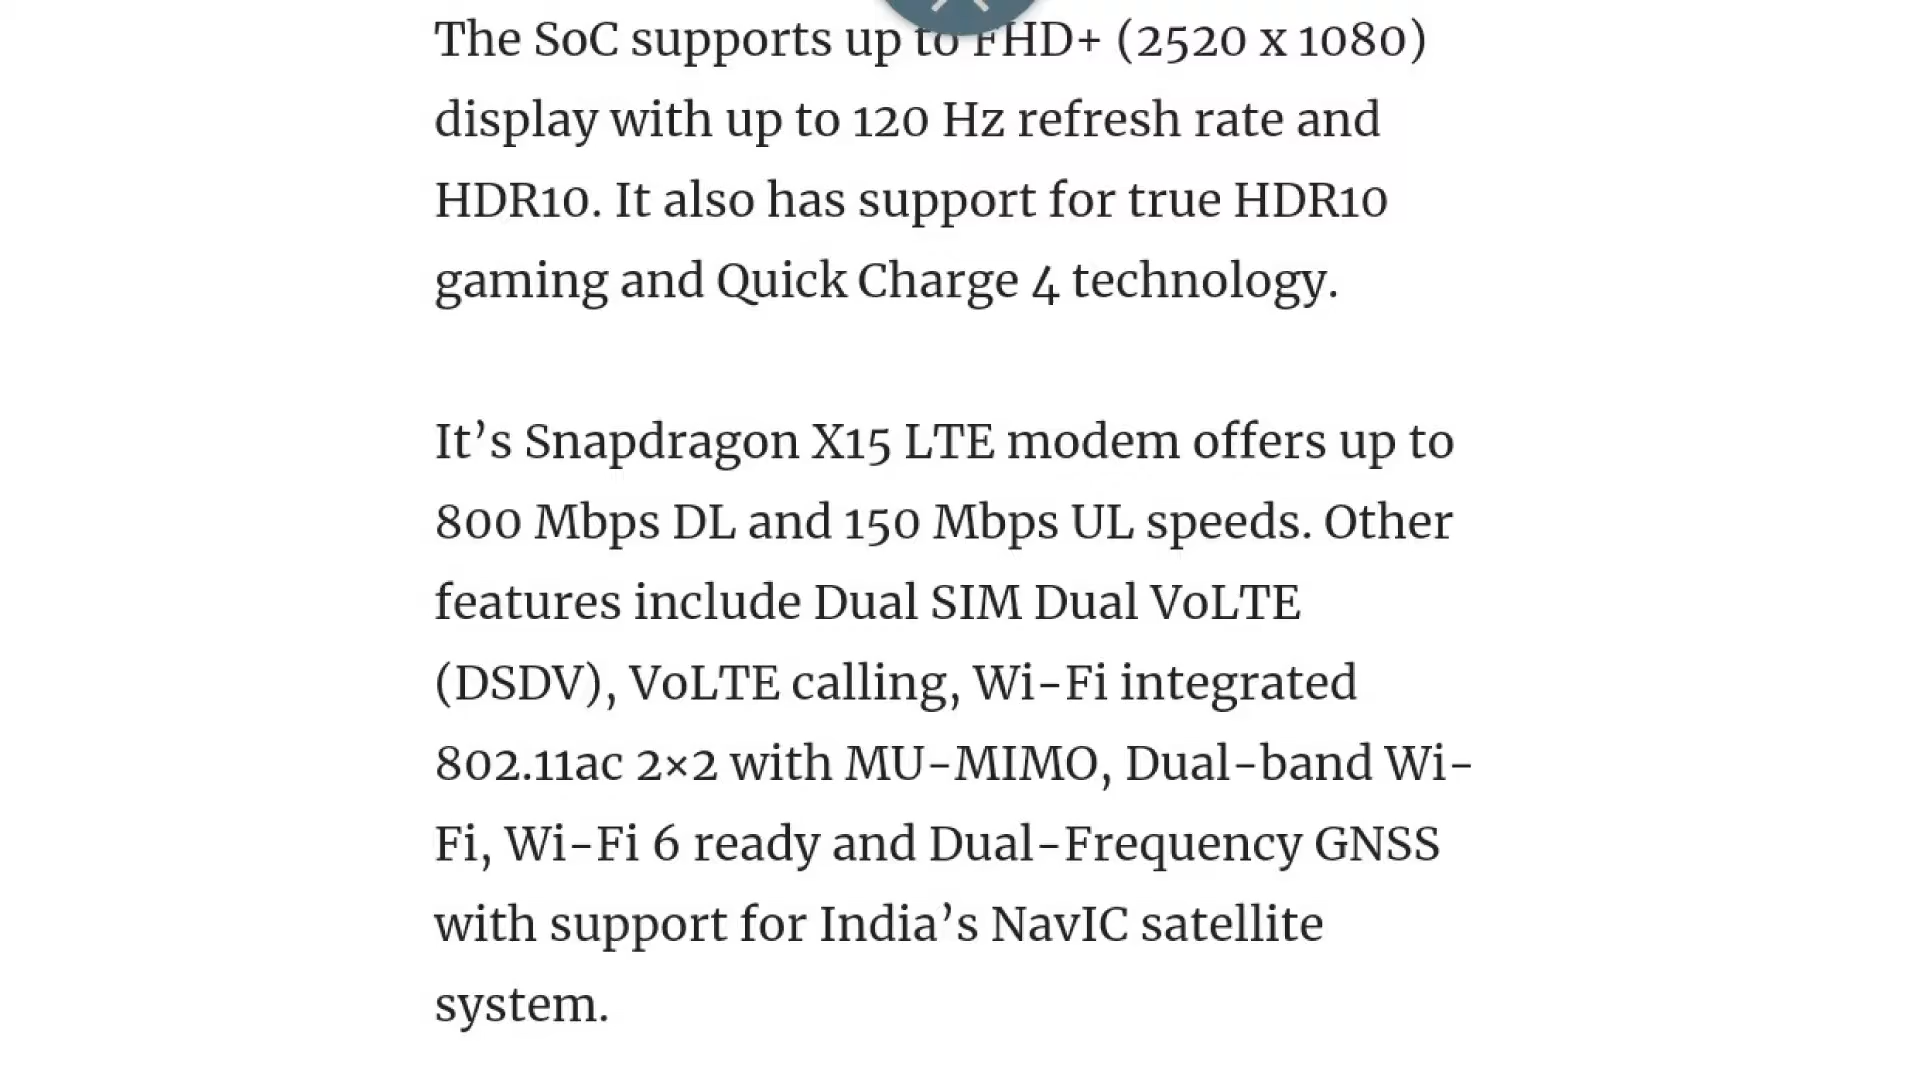 The SoC supports up to FHD+ (2520 x 1080)
display with up to 120 Hz refresh rate and
HDR10. It also has support for true HDR10
gaming and Quick Charge 4 technology.
It’s Snapdragon X15 LTE modem offers up to
800 Mbps DL and 150 Mbps UL speeds. Other
features include Dual SIM Dual VoLTE
(DSDV), VoLTE calling, Wi-Fi integrated
802.11ac 2×2 with MU-MIMO, Dual-band Wi-
Fi, Wi-Fi 6 ready and Dual-Frequency GNSS
with support for India’s NavIC satellite
system.